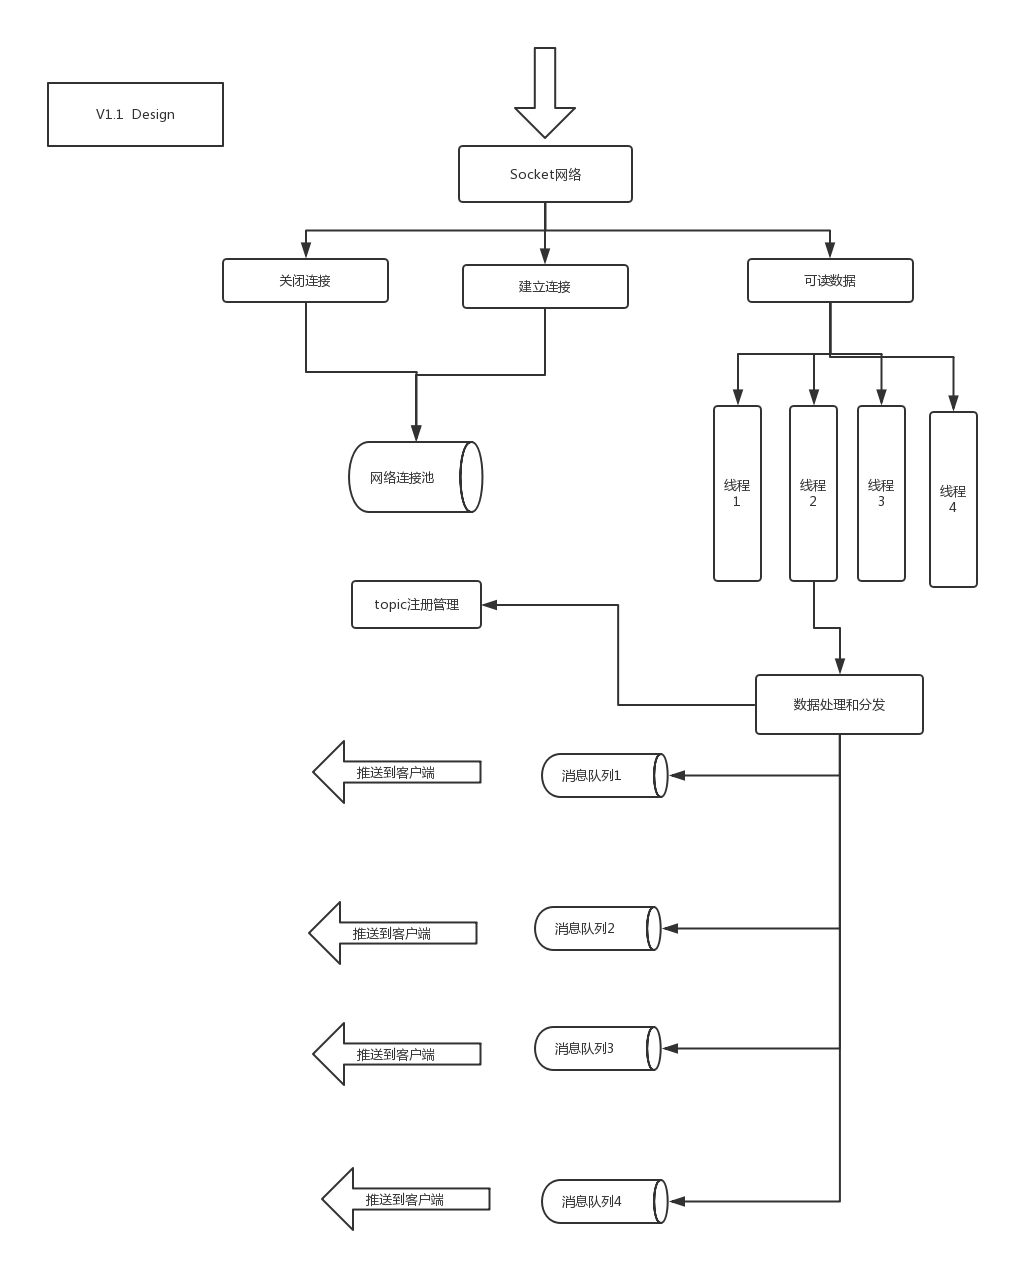 V1.1  Design
Socket网络
关闭连接
建立连接
可读数据
网络连接池
线程
1
线程
2
线程
3
线程
4
topic注册管理
数据处理和分发
推送到客户端
消息队列1
推送到客户端
消息队列2
推送到客户端
消息队列3
推送到客户端
消息队列4